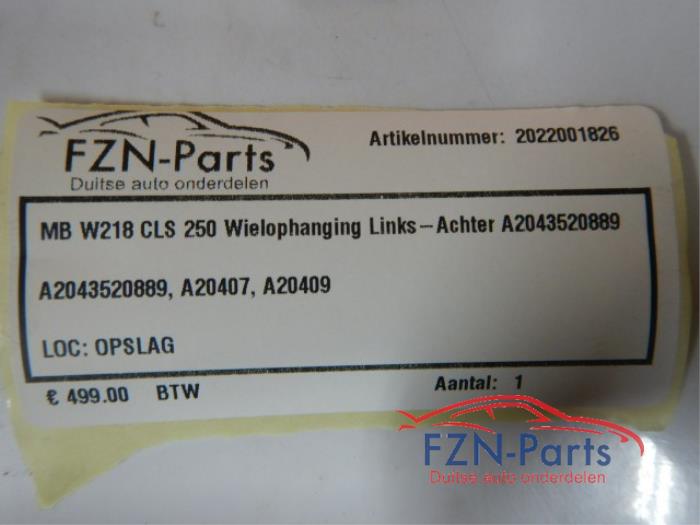 FZN-Parts
Duitse auto onderdelen
Artikelnummer: 2022001826
MB W218 CLS 250 Wielophanging Links-Achter A2043520889
A2043520889, A20407, A20409
LOC: OPSLAG
€ 499.00 BTW
Aantal: 1
FZN-Parts
Duitse auto onderdelen